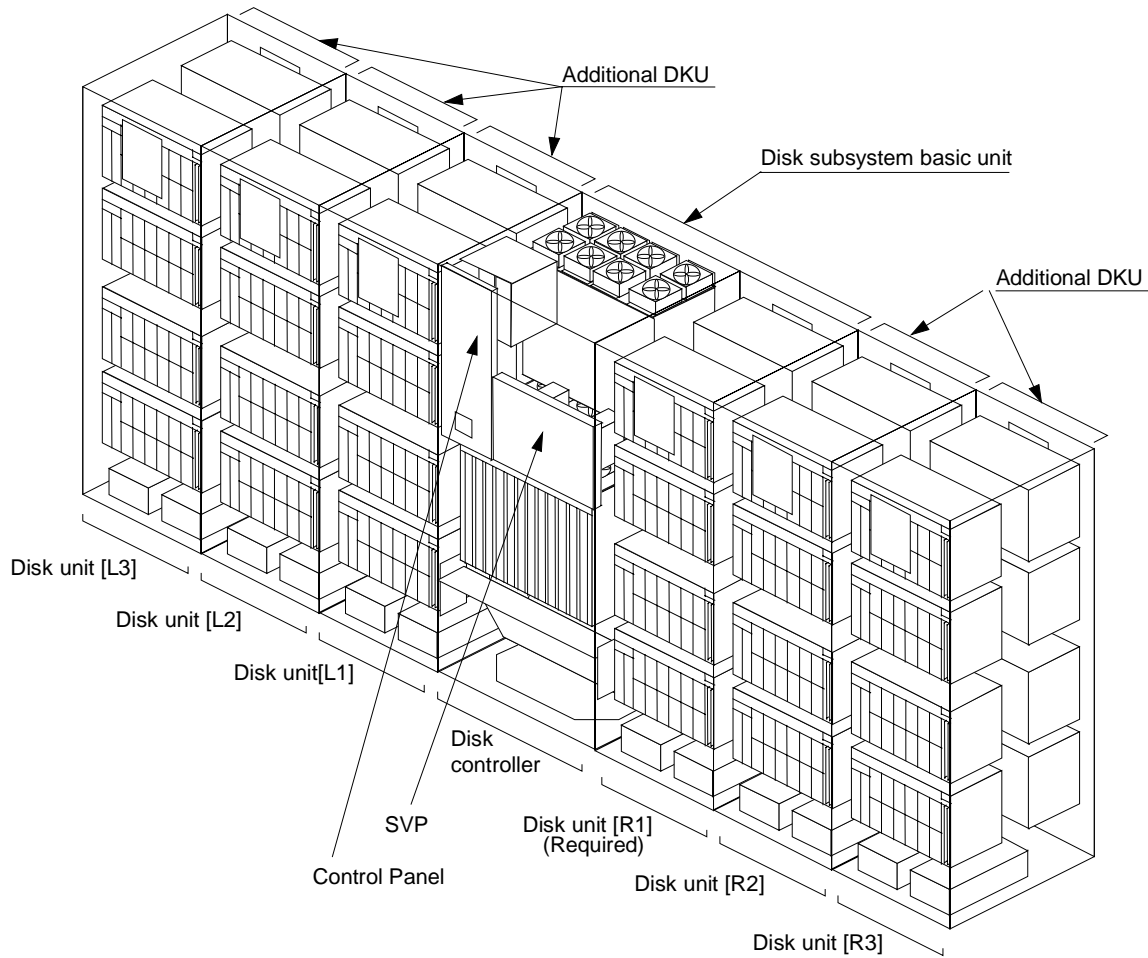 Additional DKU
Disk subsystem basic unit
Additional DKU
Disk unit [L3]
Disk unit [L2]
Disk unit[L1]
Disk
controller
SVP
Control Panel
Disk unit [R1]
(Required)
Disk unit [R2]
Disk unit [R3]